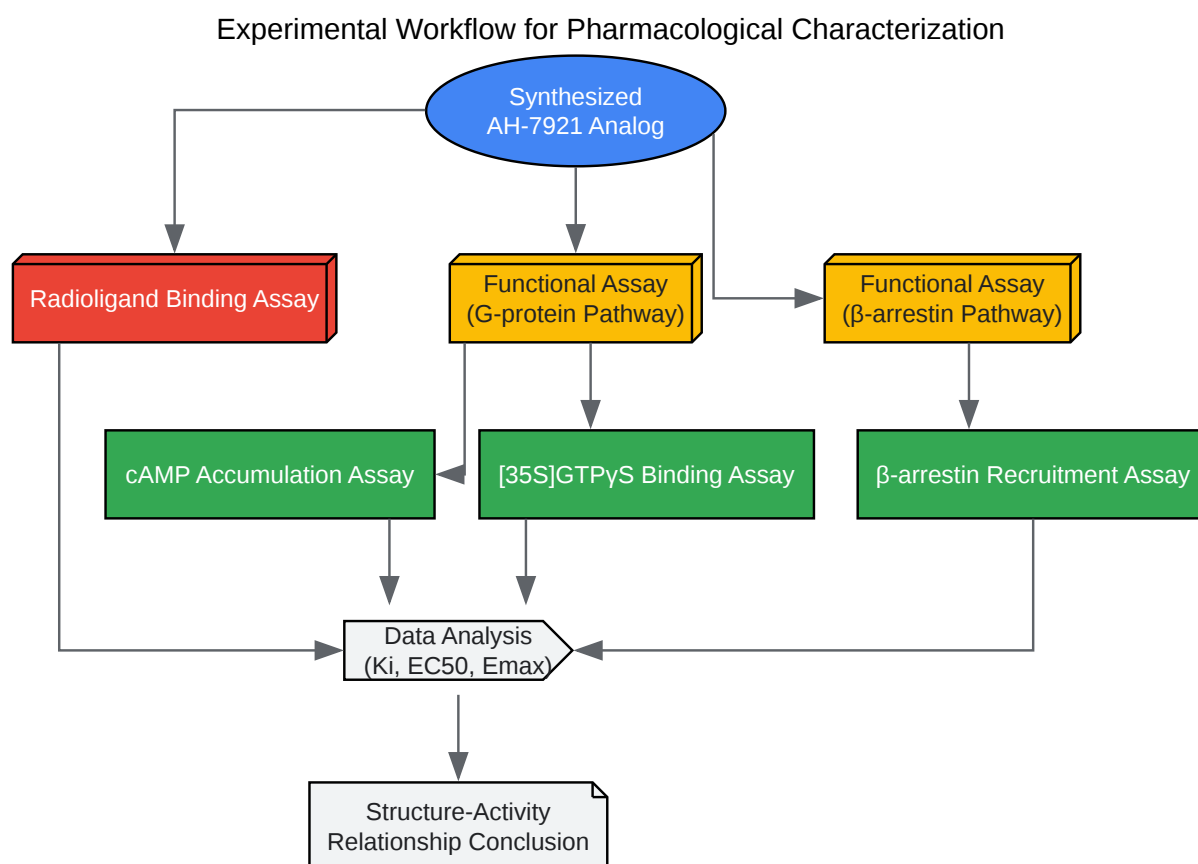 Experimental Workflow for Pharmacological Characterization
Synthesized
AH-7921 Analog
Radioligand Binding Assay
Functional Assay
(G-protein Pathway)
Functional Assay
(β-arrestin Pathway)
cAMP Accumulation Assay
[35S]GTPγS Binding Assay
β-arrestin Recruitment Assay
Data Analysis
(Ki, EC50, Emax)
Structure-Activity
Relationship Conclusion